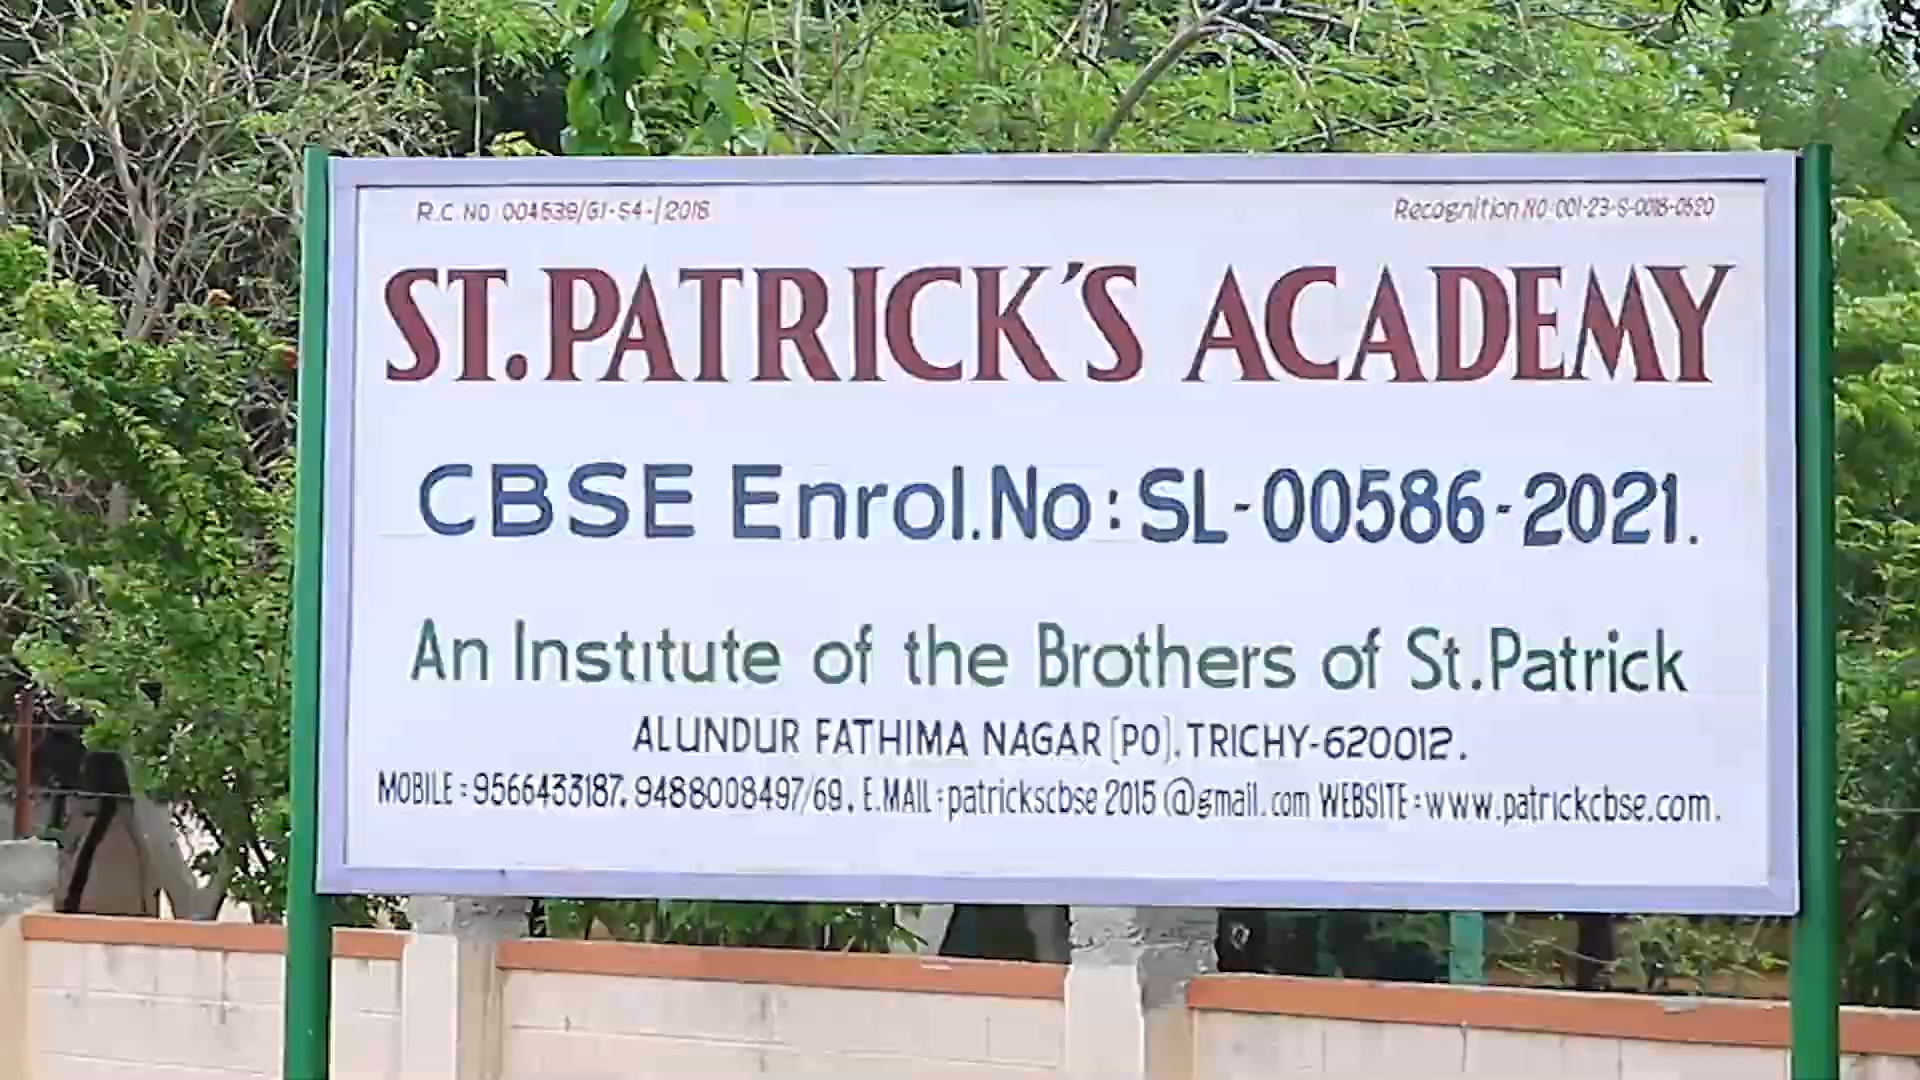 R.C.NO 004539/G1-S4-/2016
Recognition NO-001-23-S-0018-0520
ST.PATRICK'S ACADEMY
CBSE Enrol.No:SL-00586-2021.
An Institute of the Brothers of St.Patrick
ALUNDUR FATHIMA NAGAR (PO), TRICHY-620012.
MOBILE:9566433187, 9488008497/69, E.MAIL:patrickscbse 2015@gmail.com WEBSITE:www.patrickcbse.com.